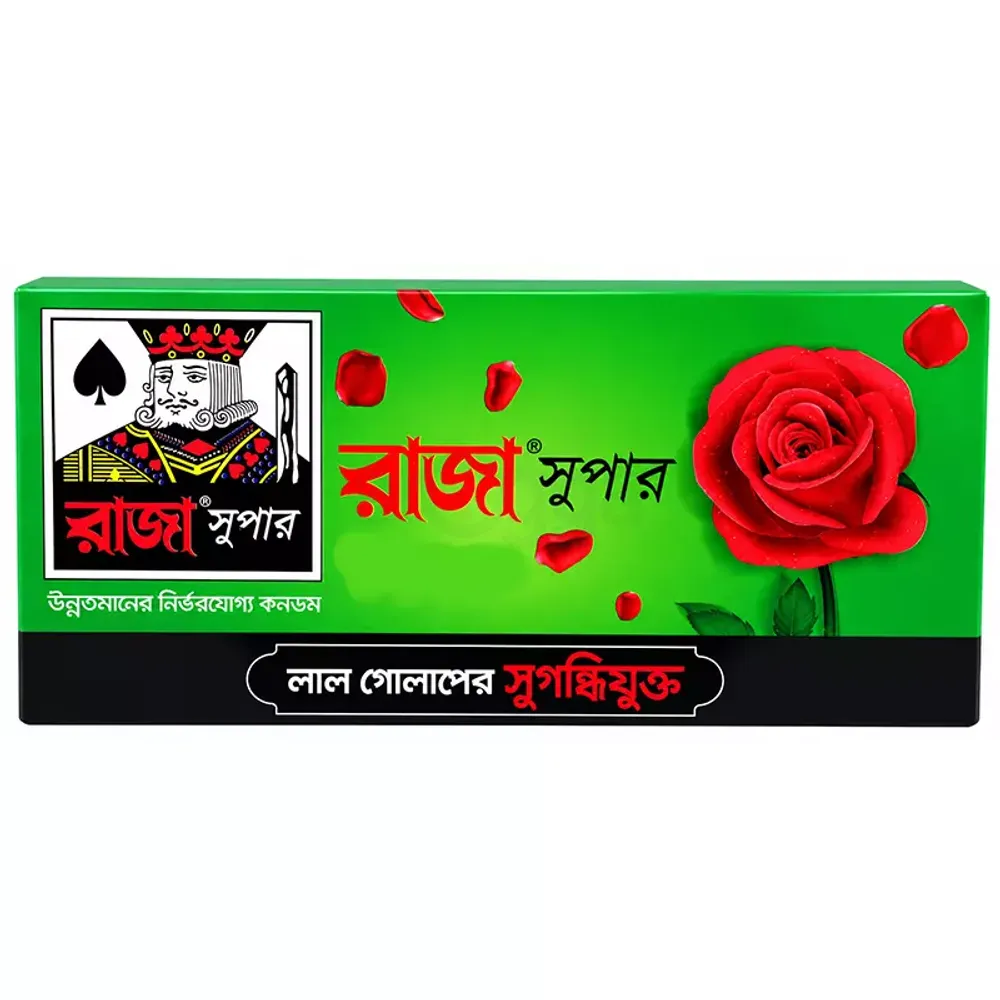 রাজা® সুপার
উন্নতমানের নির্ভরযোগ্য কনডম
রাজা® সুপার
লাল গোলাপের সুগন্ধিযুক্ত